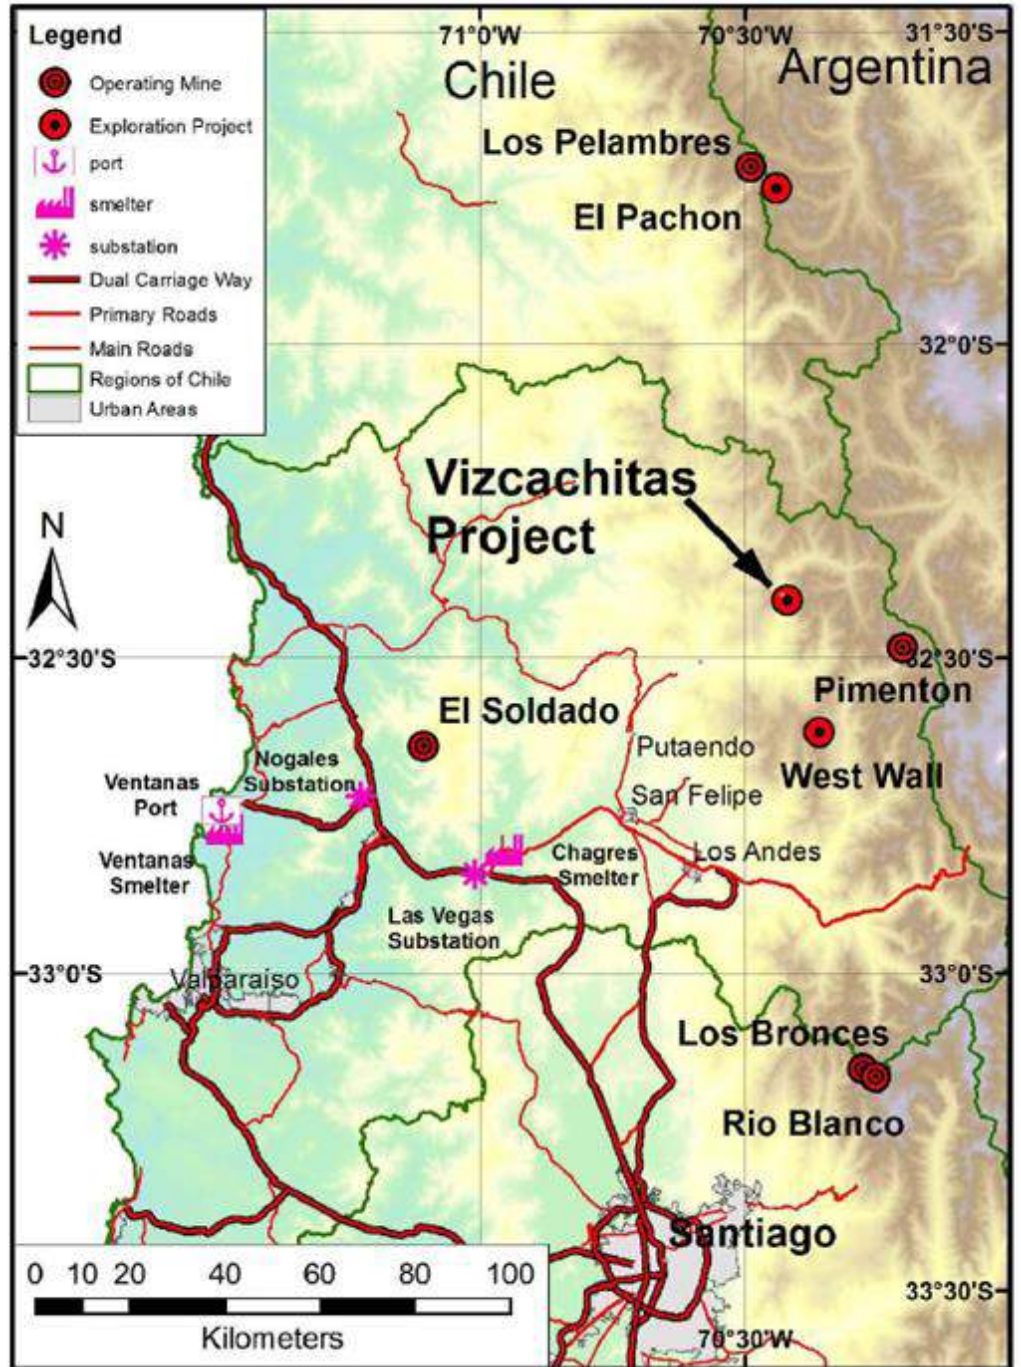 Legend
Operating Mine
Exploration Project
port
smelter
substation
Dual Carriage Way
Primary Roads
Main Roads
Regions of Chile
Urban Areas
71°0'W
70°30'W
31°30'S
Chile
Argentina
Los Pelambres
El Pachon
32°0'S
Vizcachitas
Project
N
32°30'S
32°30'S
Pimenton
El Soldado
West Wall
Putaendo
San Felipe
Nogales
Substation
Ventanas
Port
Ventanas
Smelter
Chagres
Smelter
Los Andes
Las Vegas
Substation
33°0'S
33°0'S
Valparaiso
Los Bronces
Rio Blanco
Santiago
0 10 20 40 60 80 100
Kilometers
33°30'S
70°30'W